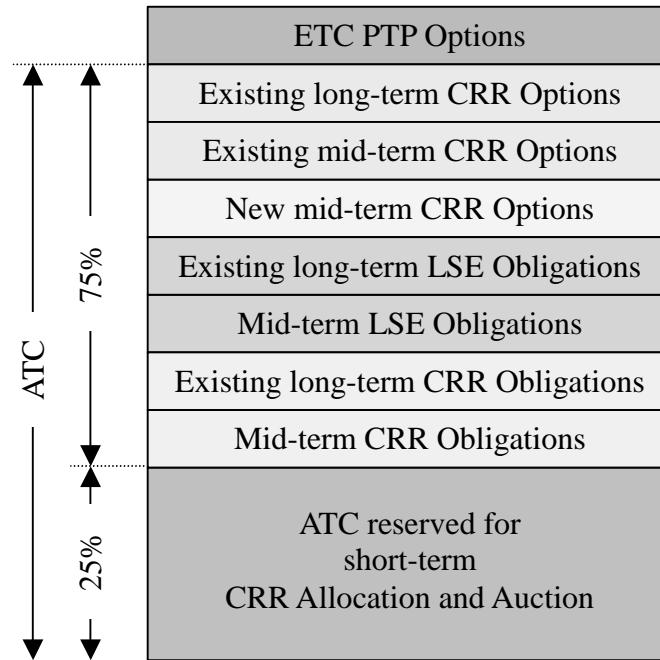 ETC PTP Options
Existing long-term CRR Options
Existing mid-term CRR Options
New mid-term CRR Options
Existing long-term LSE Obligations
Mid-term LSE Obligations
Existing long-term CRR Obligations
Mid-term CRR Obligations
ATC reserved for
short-term
CRR Allocation and Auction
ATC
75%
25%